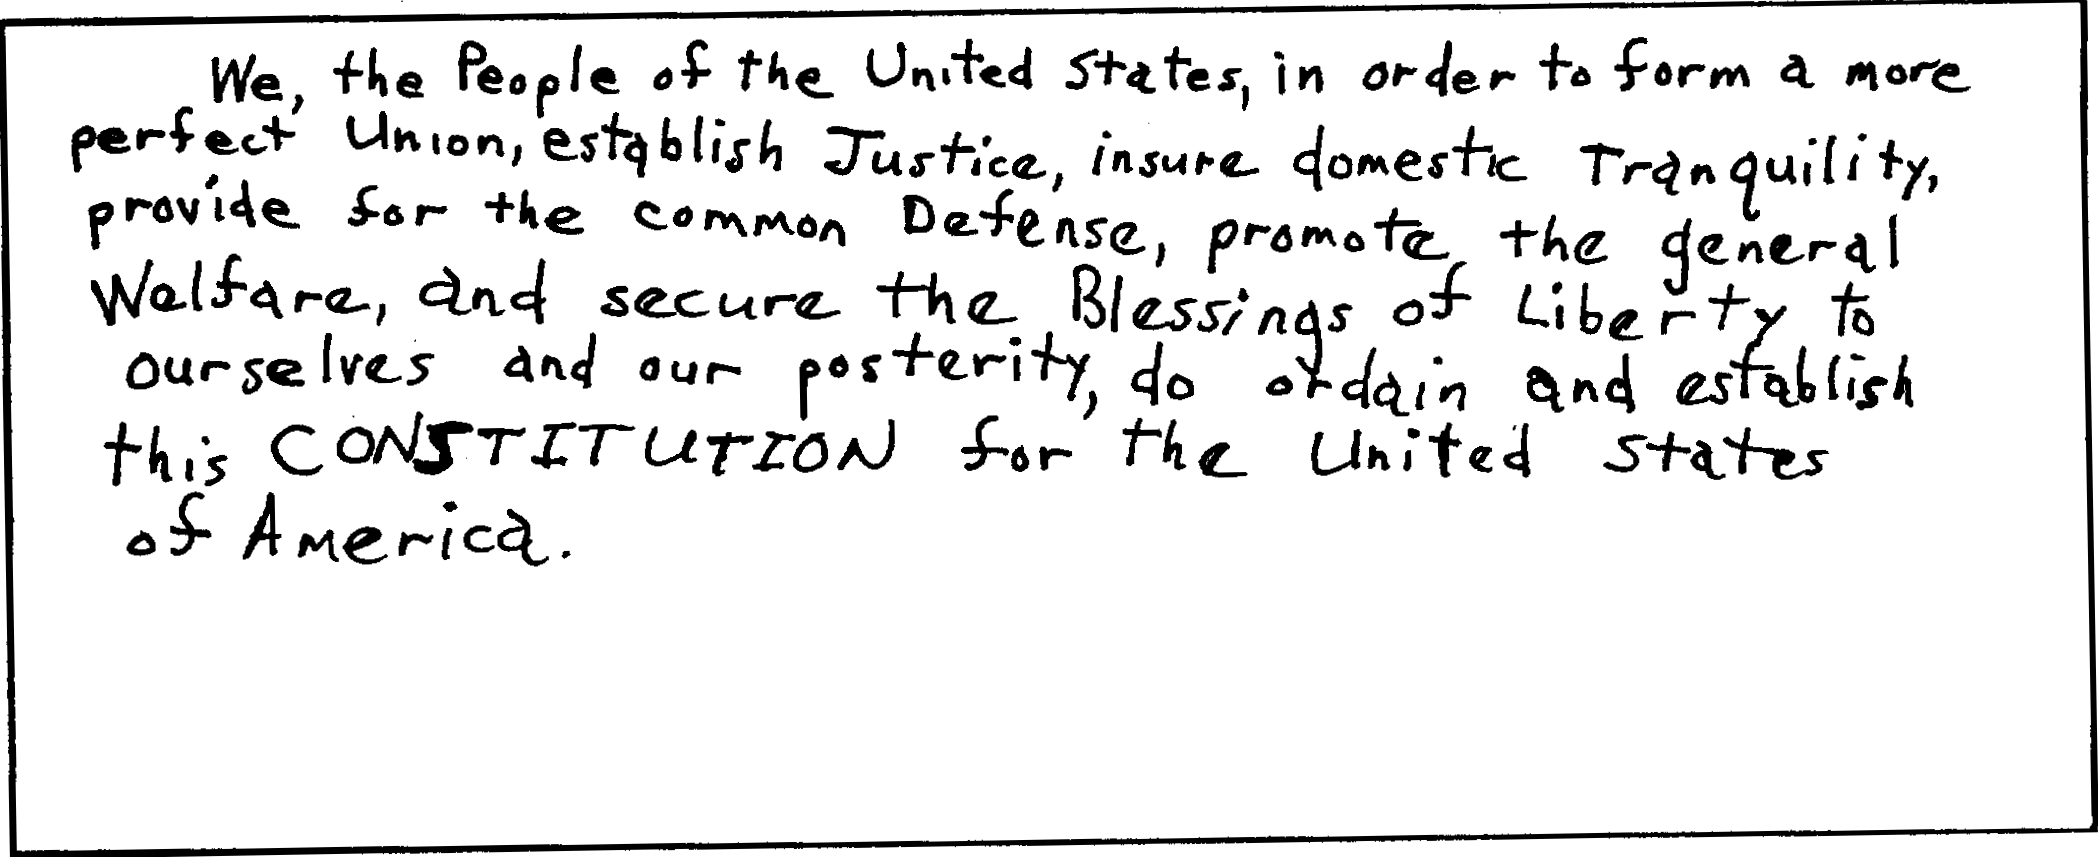 We, the People of the United States, in order to form a more
perfect Union, establish Justice, insure domestic Tranquility,
provide for the common Defense, promote the general
Welfare, and secure the Blessings of Liberty to
ourselves and our posterity, do ordain and establish
this CONSTITUTION for the United States
of America.